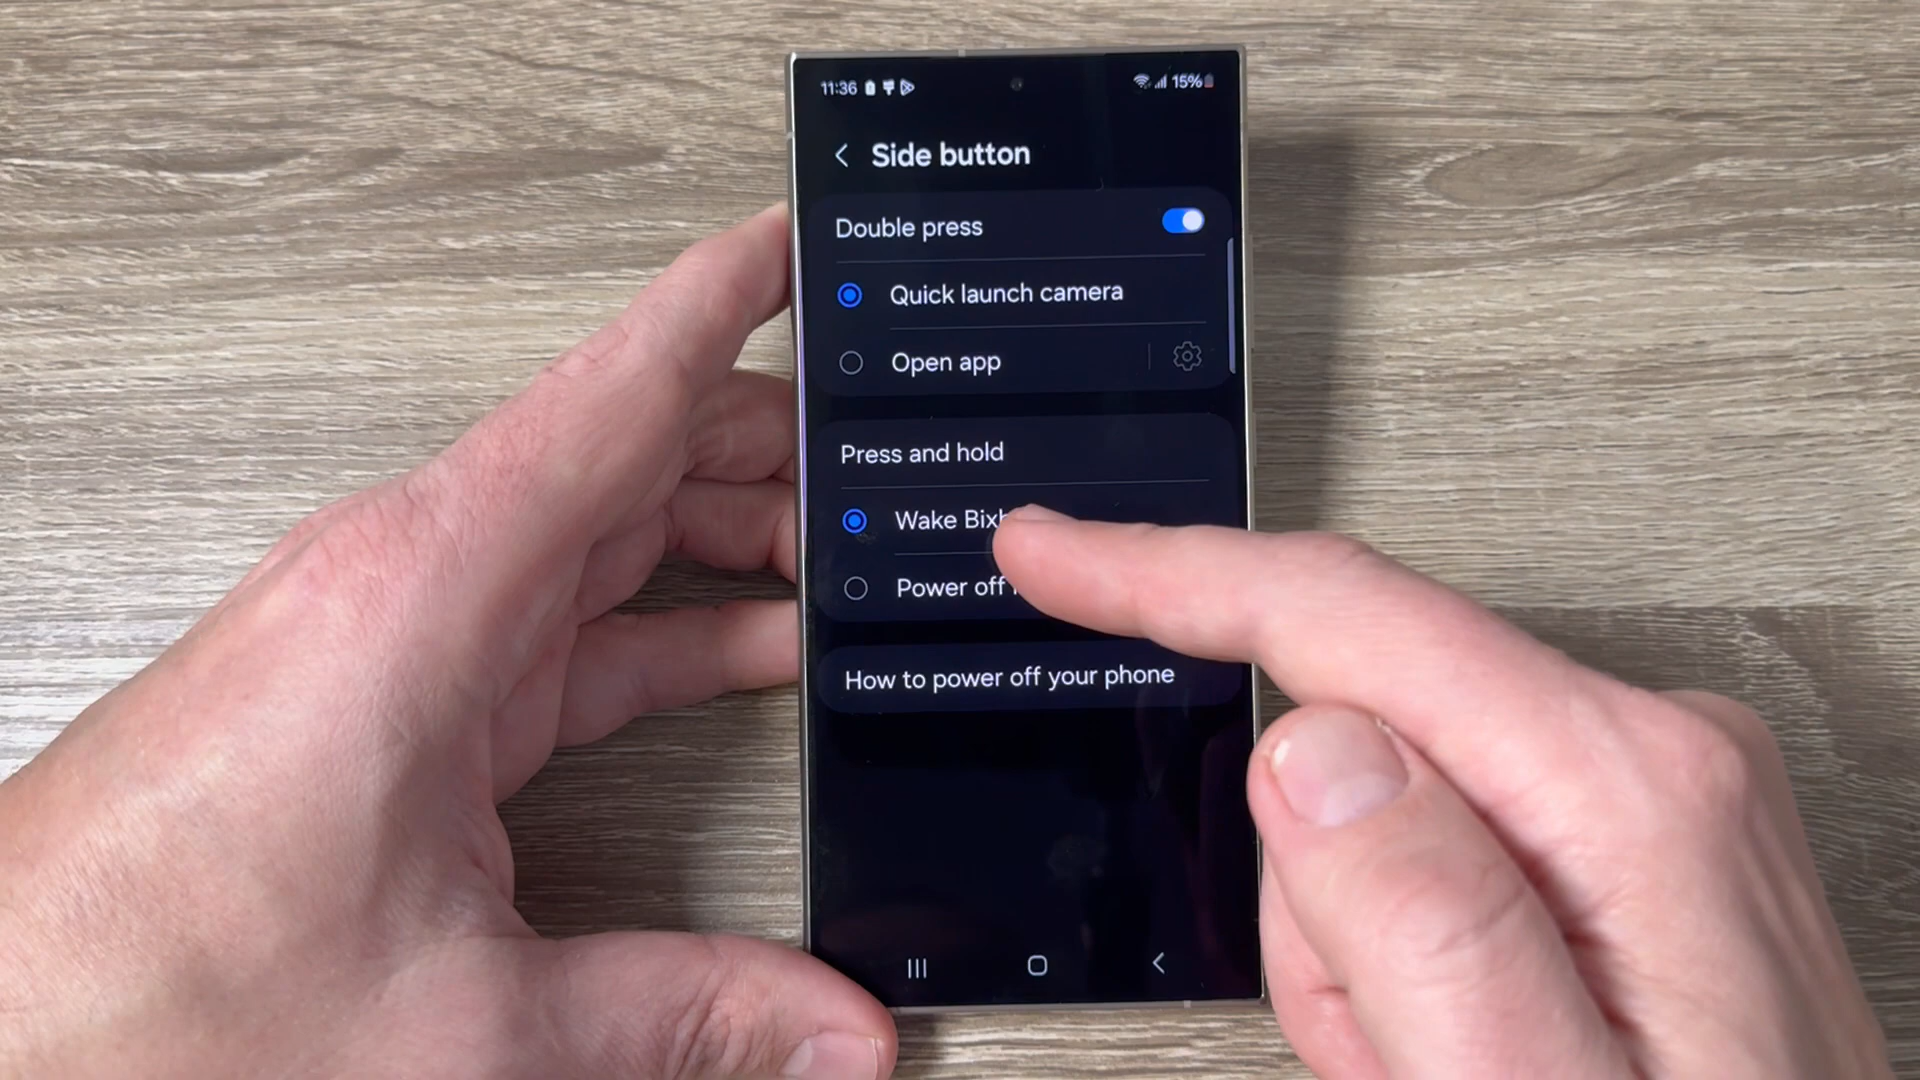 11:36 15%
Side button
Double press
Quick launch camera
Open app
Press and hold
Wake
Power off
How to power off your phone